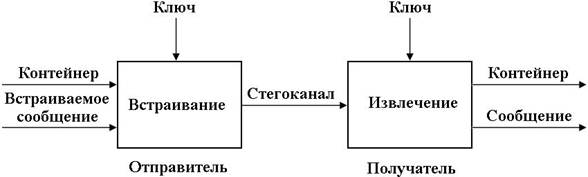 Ключ
Ключ
Контейнер
Встраиваемое
сообщение
Встраивание
Стегоканал
Извлечение
Контейнер
Сообщение
Отправитель
Получатель